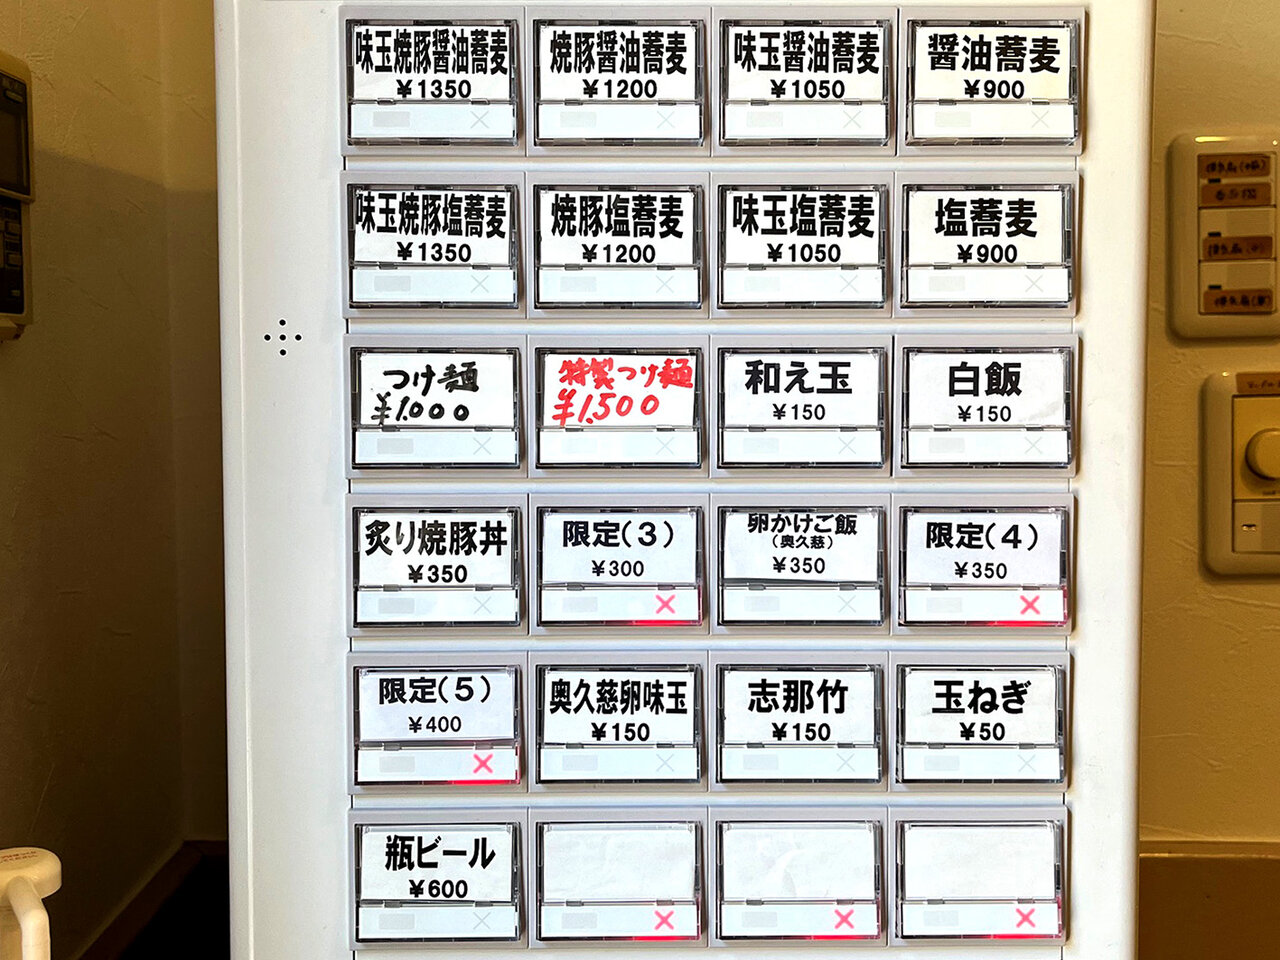 味玉焼豚醤油蕎麦
¥1350
焼豚醤油蕎麦
¥1200
味玉醤油蕎麦
¥1050
醤油蕎麦
¥900
味玉焼豚塩蕎麦
¥1350
焼豚塩蕎麦
¥1200
味玉塩蕎麦
¥1050
塩蕎麦
¥900
つけ麺
¥1.000
特製つけ麺
¥1,500
和え玉
¥150
白飯
¥150
炙り焼豚丼
¥350
限定(3)
¥300
卵かけご飯
(奥久慈)
¥350
限定(4)
¥350
限定(5)
¥400
奥久慈卵味玉
¥150
志那竹
¥150
玉ねぎ
¥50
瓶ビール
¥600